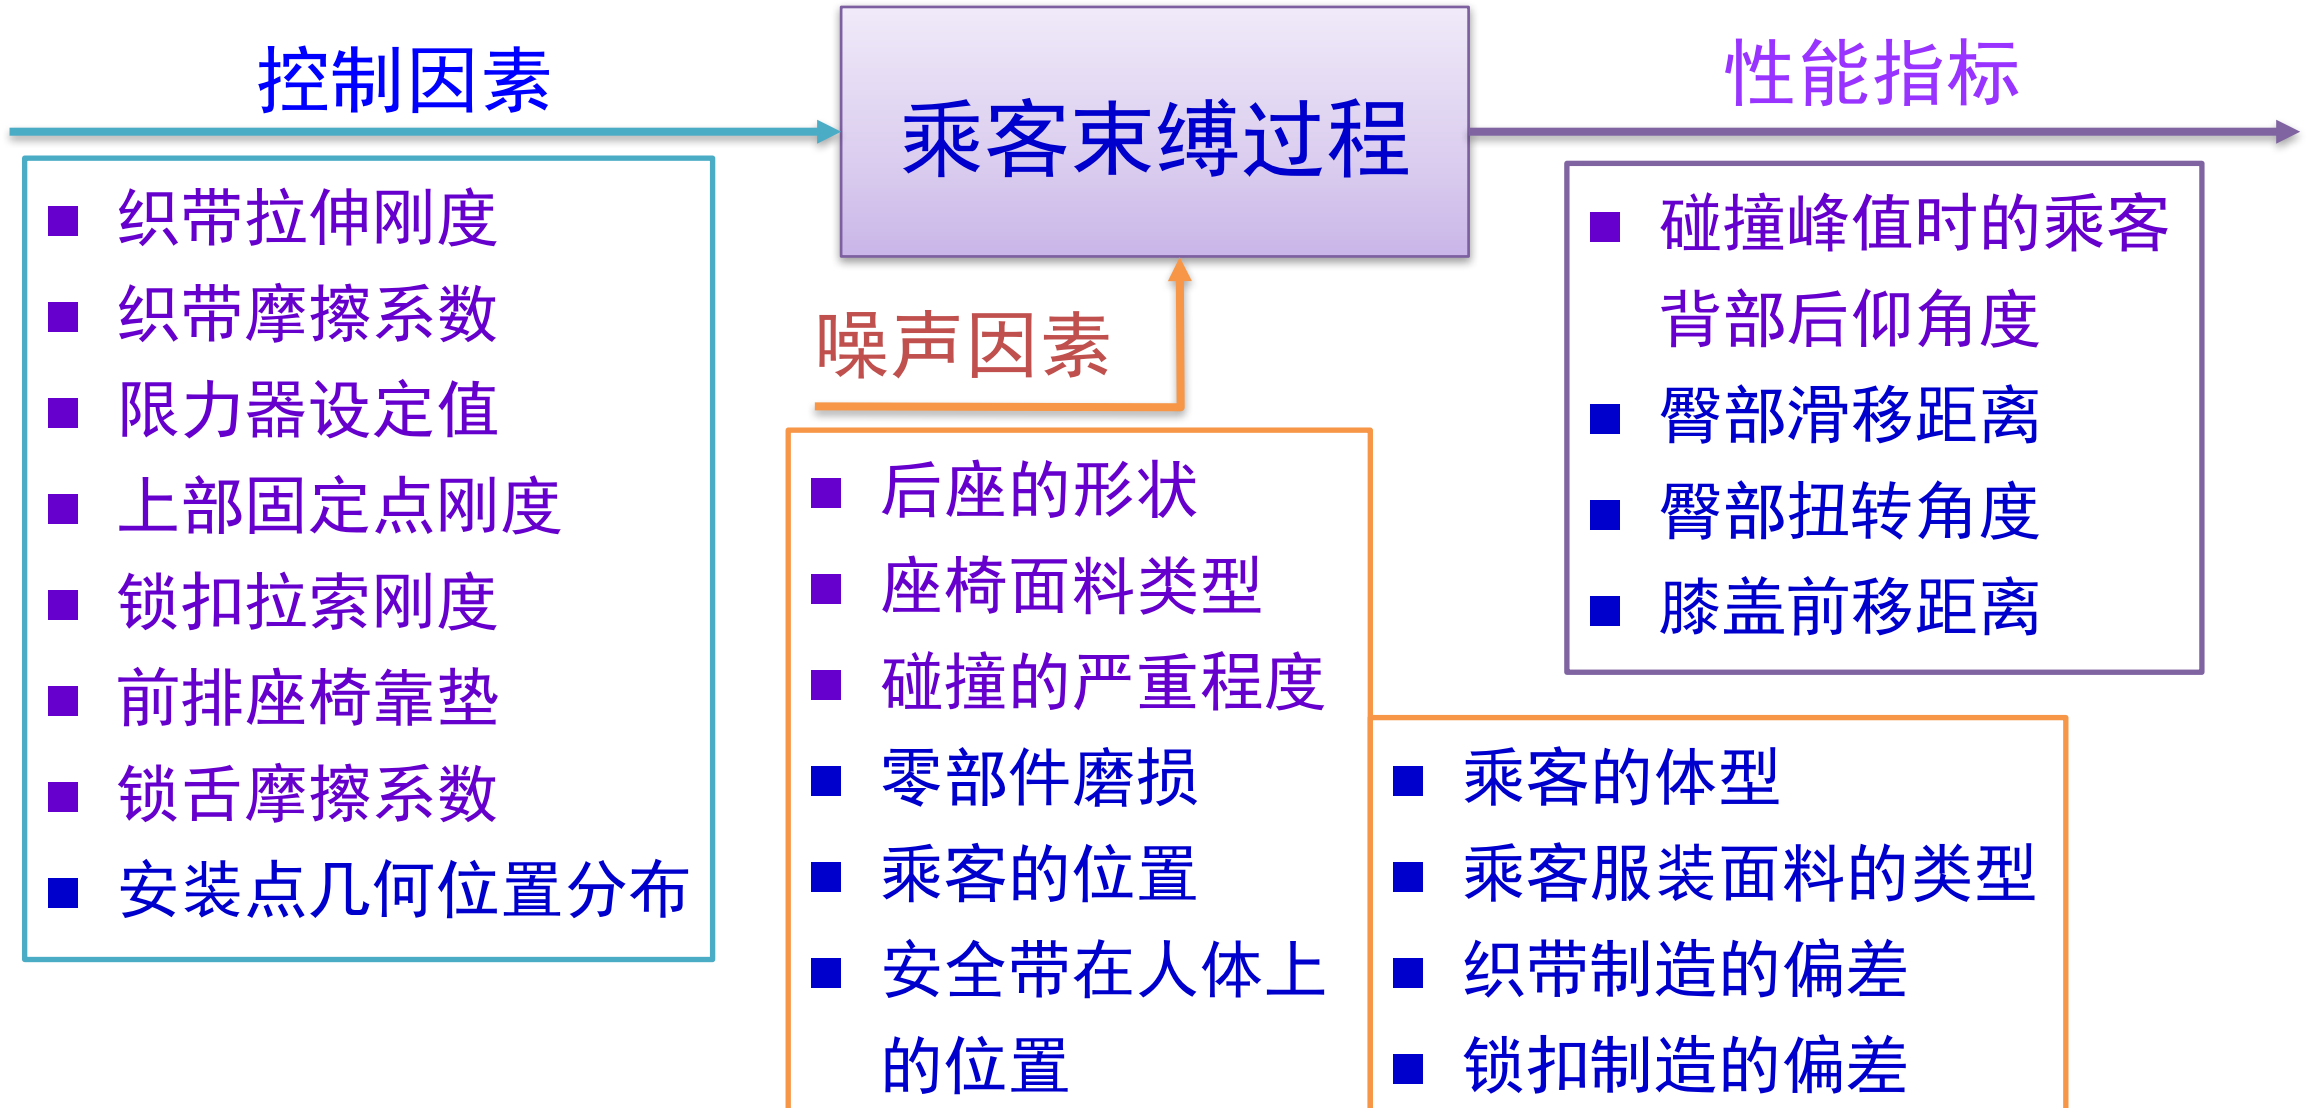 控制因素
乘客束缚过程
性能指标
织带拉伸刚度
织带摩擦系数
限力器设定值
上部固定点刚度
锁扣拉索刚度
前排座椅靠垫
锁舌摩擦系数
安装点几何位置分布
噪声因素
后座的形状
座椅面料类型
碰撞的严重程度
零部件磨损
乘客的位置
安全带在人体上
的位置
乘客的体型
乘客服装面料的类型
织带制造的偏差
锁扣制造的偏差
碰撞峰值时的乘客
背部后仰角度
臀部滑移距离
臀部扭转角度
膝盖前移距离